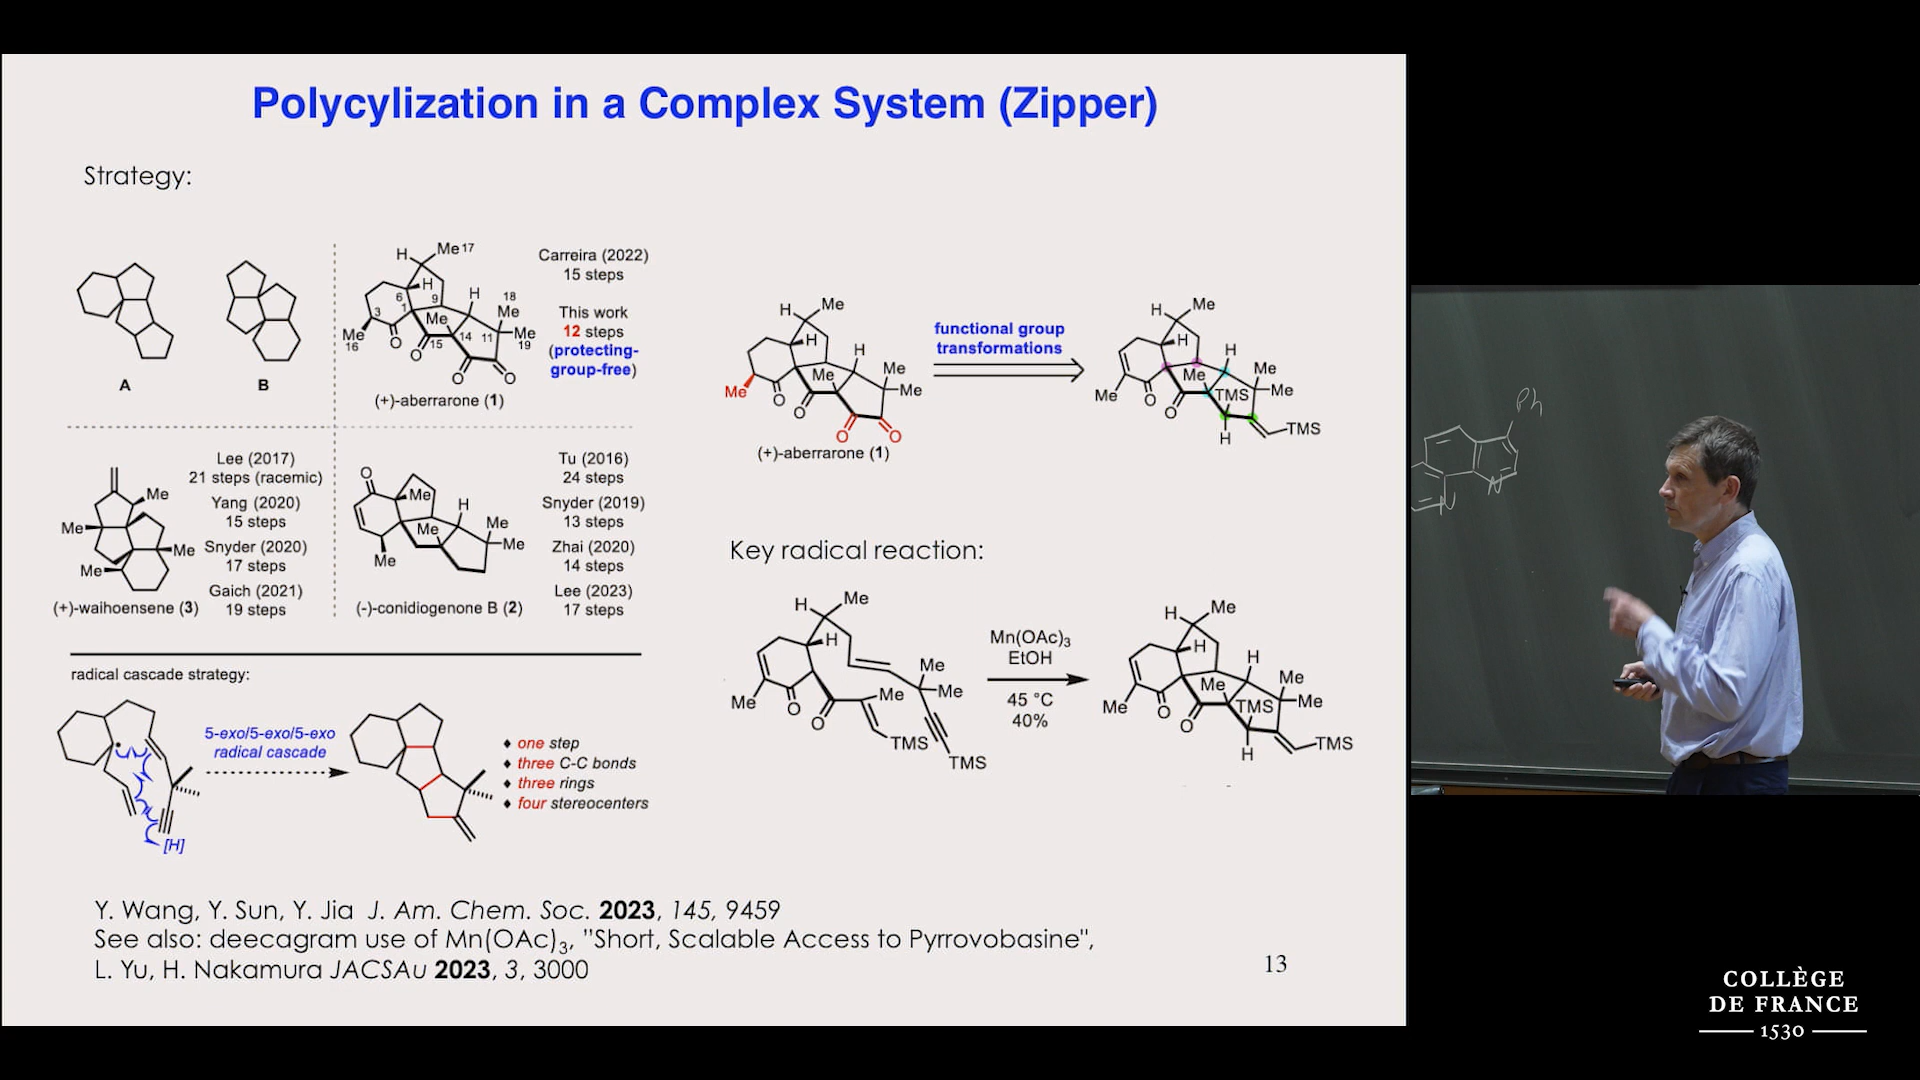 Polycylization in a Complex System (Zipper)
Strategy:
A
B
H
Me 17
H
6
9
H
18
Me
3
1
Me
Me
14
11
19
Me
16
O
O
15
O
O
(+)-aberrarone (1)
Carreira (2022)
15 steps
This work
12 steps
(protecting-
group-free)
Me
Me
Me
Me
(+)-waihoensene (3)
Lee (2017)
21 steps (racemic)
Yang (2020)
15 steps
Snyder (2020)
17 steps
Gaich (2021)
19 steps
O
Me
H
Me
Me
Me
Me
(-)-conidiogenone B (2)
Tu (2016)
24 steps
Snyder (2019)
13 steps
Zhai (2020)
14 steps
Lee (2023)
17 steps
radical cascade strategy:
[H]
5-exo/5-exo/5-exo
radical cascade
♦ one step
♦ three C-C bonds
♦ three rings
♦ four stereocenters
H
Me
H
H
Me
Me
Me
Me
O
O
O
O
(+)-aberrarone (1)
functional group
transformations
H
Me
H
H
Me
Me
Me
Me
O
O
TMS
H
TMS
Key radical reaction:
H
Me
H
Me
Me
Me
Me
O
O
TMS
TMS
Mn(OAc)3
EtOH
45 °C
40%
H
Me
H
H
Me
Me
Me
Me
O
O
TMS
H
TMS
Y. Wang, Y. Sun, Y. Jia J. Am. Chem. Soc. 2023, 145, 9459
See also: deecagram use of Mn(OAc)3, "Short, Scalable Access to Pyrrovobasine",
L. Yu, H. Nakamura JACSAu 2023, 3, 3000
13
Ph
N
N
COLLÈGE
DE FRANCE
1530